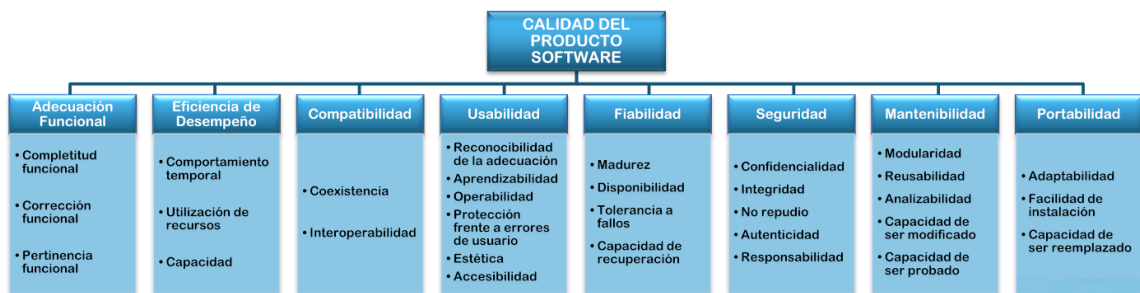 CALIDAD DEL
PRODUCTO
SOFTWARE
Adecuación
Funcional
• Completitud
funcional
• Corrección
funcional
• Pertinencia
funcional
Eficiencia de
Desempeño
• Comportamiento
temporal
• Utilización de
recursos
• Capacidad
Compatibilidad
• Coexistencia
• Interoperabilidad
Usabilidad
• Reconocibilidad
de la adecuación
• Aprendizabilidad
• Operabilidad
• Protección
frente a errores
de usuario
• Estética
• Accesibilidad
Fiabilidad
• Madurez
• Disponibilidad
• Tolerancia a
fallos
• Capacidad de
recuperación
Seguridad
• Confidencialidad
• Integridad
• No repudio
• Autenticidad
• Responsabilidad
Mantenibilidad
• Modularidad
• Reusabilidad
• Analizabilidad
• Capacidad de
ser modificado
• Capacidad de
ser probado
Portabilidad
• Adaptabilidad
• Facilidad de
instalación
• Capacidad de
ser reemplazado